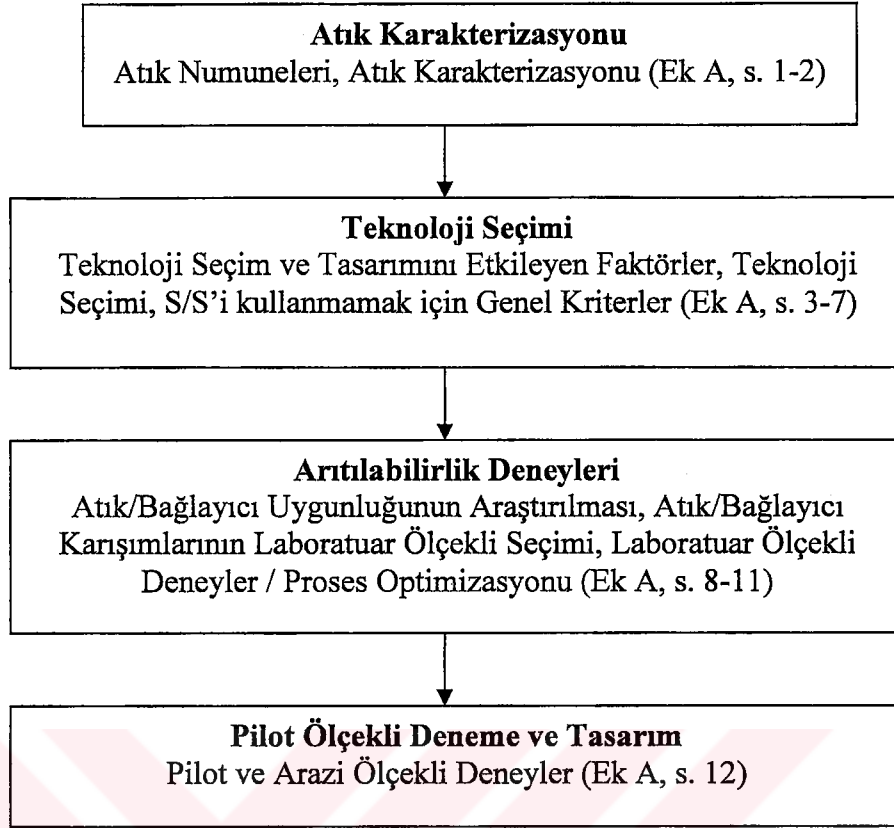 Atık Karakterizasyonu
Atık Numuneleri, Atık Karakterizasyonu (Ek A, s. 1-2)
Teknoloji Seçimi
Teknoloji Seçim ve Tasarımını Etkileyen Faktörler, Teknoloji
Seçimi, S/S'i kullanmamak için Genel Kriterler (Ek A, s. 3-7)
Arıtılabilirlik Deneyleri
Atık/Bağlayıcı Uygunluğunun Araştırılması, Atık/Bağlayıcı
Karışımlarının Laboratuar Ölçekli Seçimi, Laboratuar Ölçekli
Deneyler / Proses Optimizasyonu (Ek A, s. 8-11)
Pilot Ölçekli Deneme ve Tasarım
Pilot ve Arazi Ölçekli Deneyler (Ek A, s. 12)